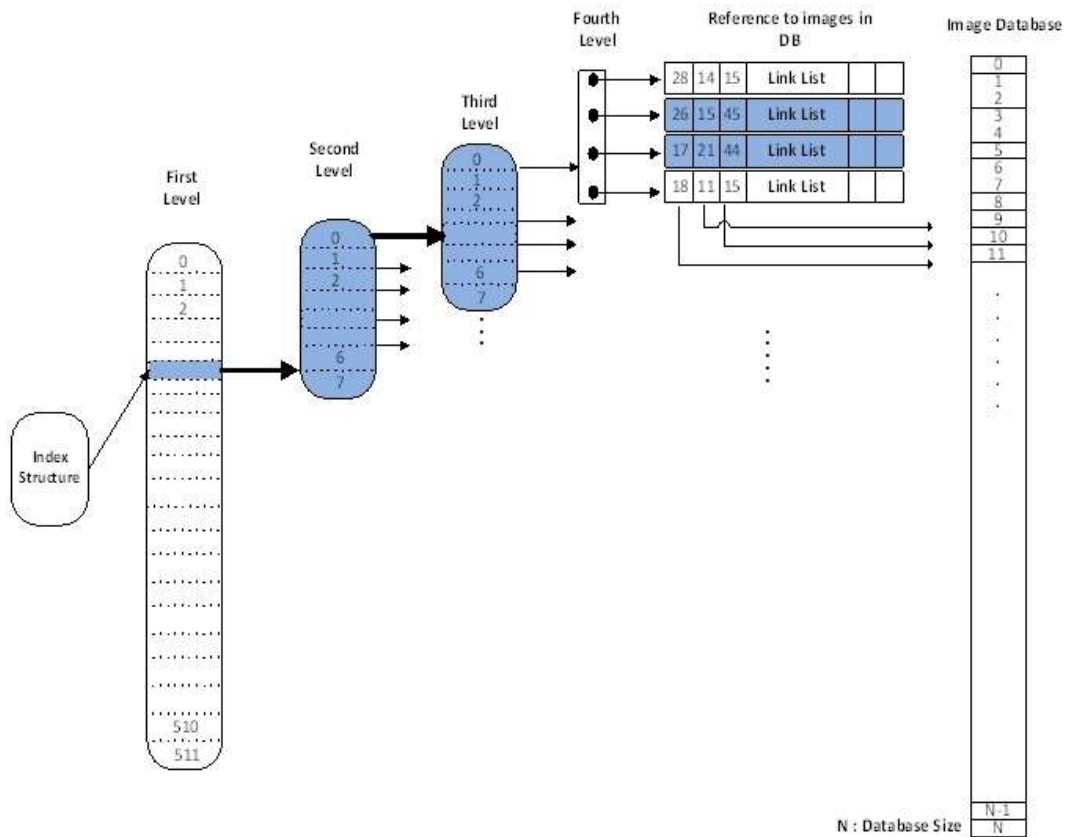 Fourth
Level
Reference to images in
DB
Image Database
28 14 15 Link List
26 15 45 Link List
17 21 44 Link List
18 11 15 Link List
Third
Level
0
1
2
6
7
Second
Level
0
1
2
6
7
First
Level
0
1
2
510
511
Index
Structure
0
1
2
3
4
5
6
7
8
9
10
11
N-1
N
N : Database Size